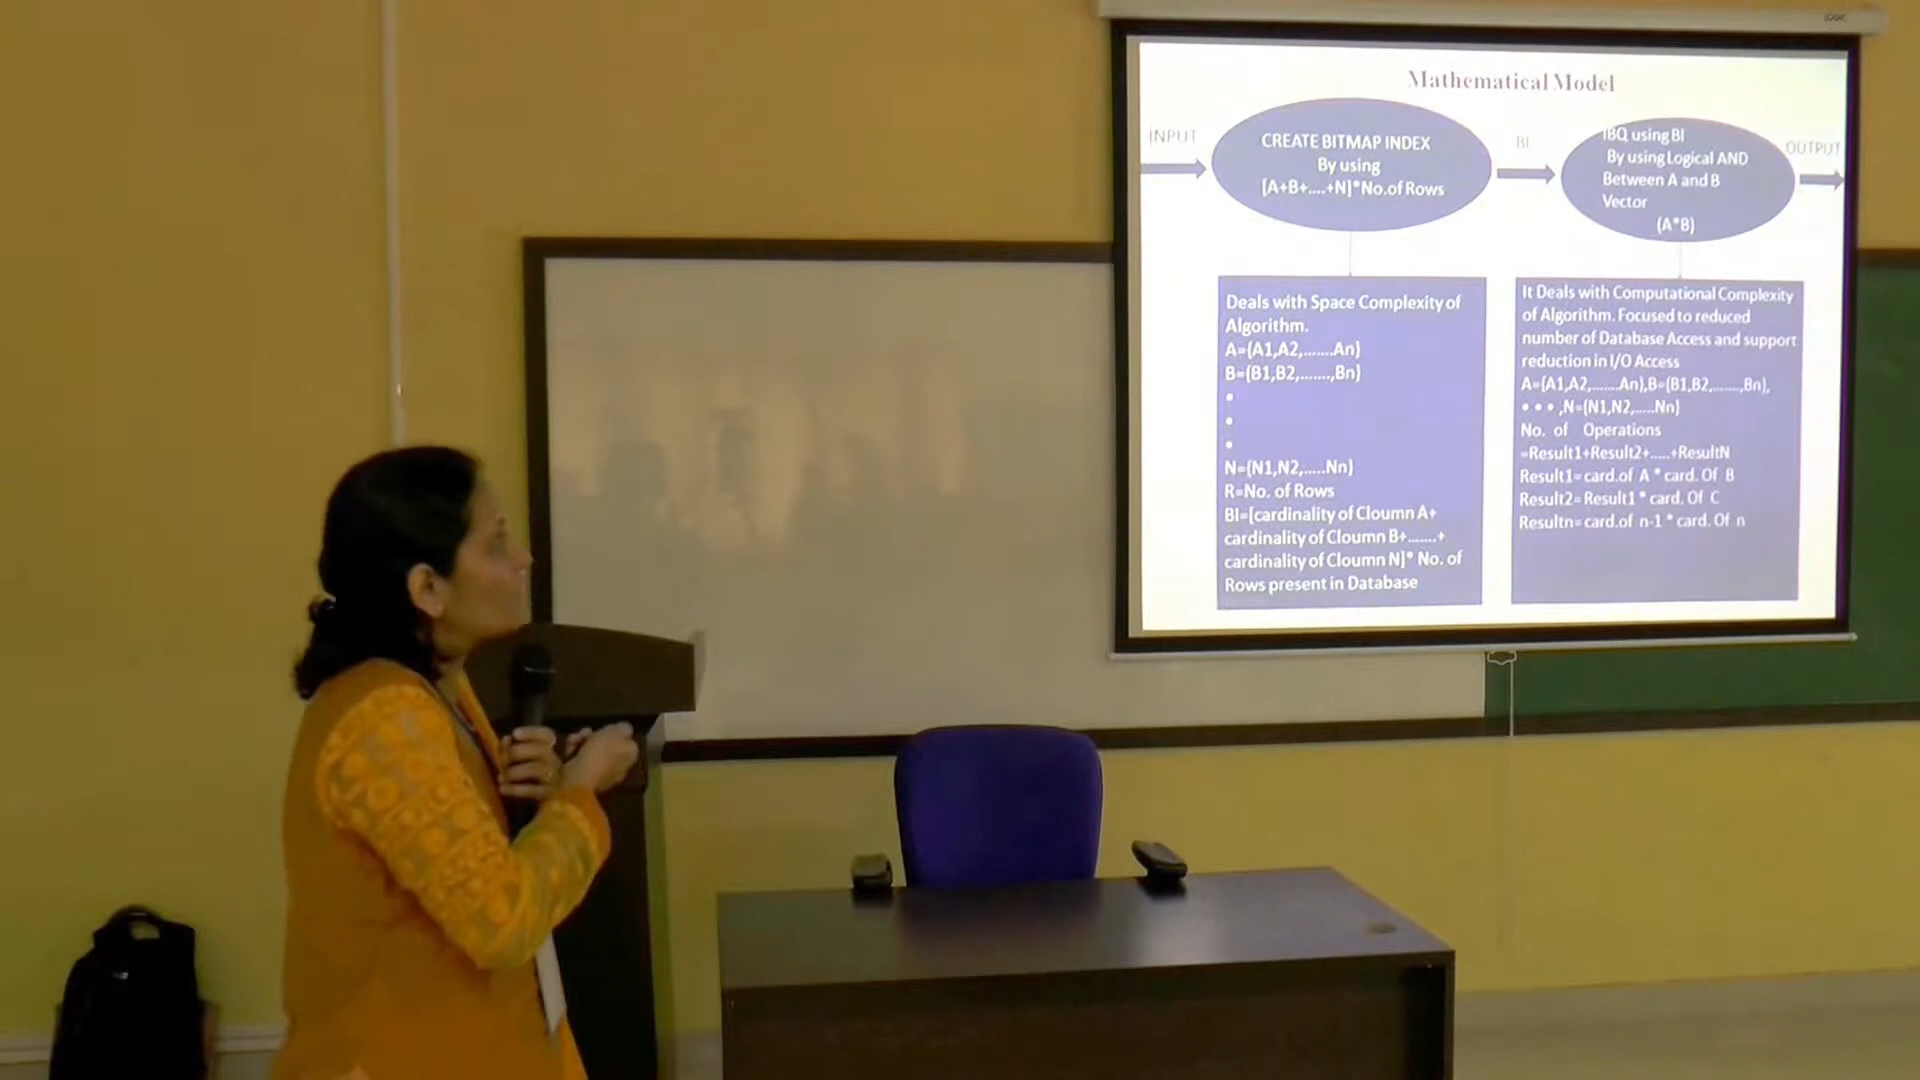 LOGIC
Mathematical Model
INPUT
CREATE BITMAP INDEX
By using
[A+B+....+N]*No.of Rows
BI
IBQ using BI
By using Logical AND
Between A and B
Vector
(A*B)
OUTPUT
Deals with Space Complexity of
Algorithm.
A={A1,A2,.......An}
B={B1,B2,.......,Bn}
•
•
•
N={N1,N2,.....Nn}
R=No. of Rows
BI=[cardinality of Cloumn A+
cardinality of Cloumn B+.......+
cardinality of Cloumn N]* No. of
Rows present in Database
It Deals with Computational Complexity
of Algorithm. Focused to reduced
number of Database Access and support
reduction in I/O Access
A={A1,A2,.......An},B={B1,B2,.......,Bn},
• • • ,N={N1,N2,.....Nn}
No. of Operations
=Result1+Result2+.....+ResultN
Result1=card.of A * card. Of B
Result2= Result1 * card. Of C
Resultn=card.of n-1 * card. Of n